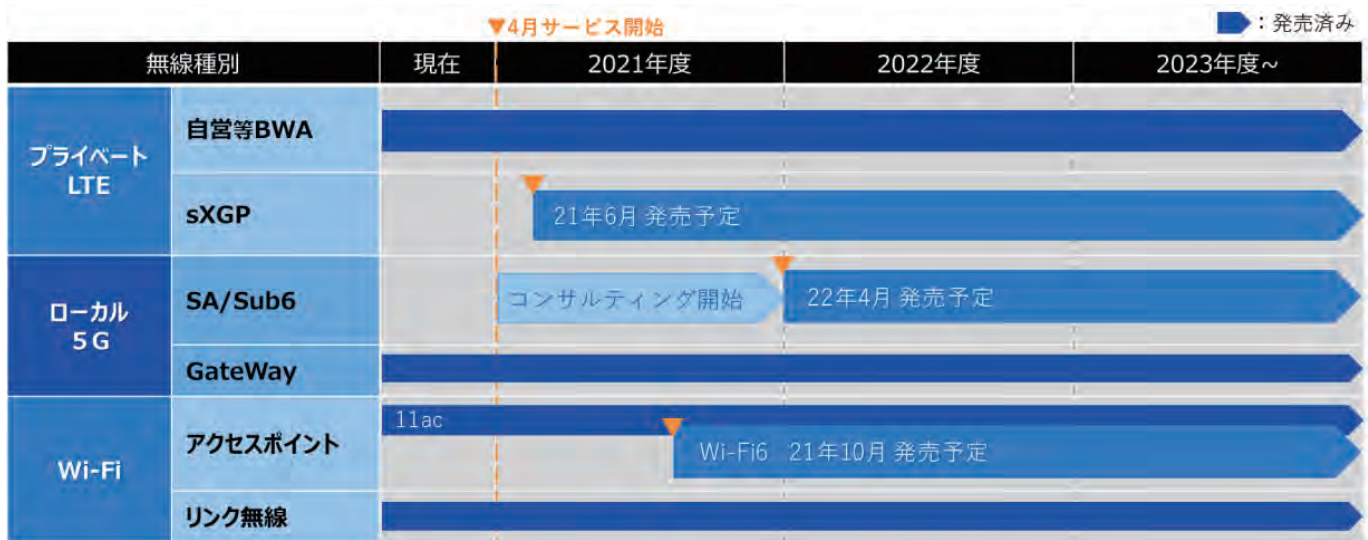 ▼4月サービス開始
：発売済み
無線種別 現在 2021年度 2022年度 2023年度~
プライベート
LTE
自営等BWA
sXGP
21年6月 発売予定
ローカル
5G
SA/Sub6
コンサルティング開始
22年4月 発売予定
GateWay
Wi-Fi
アクセスポイント
11ac
Wi-Fi6 21年10月 発売予定
リンク無線